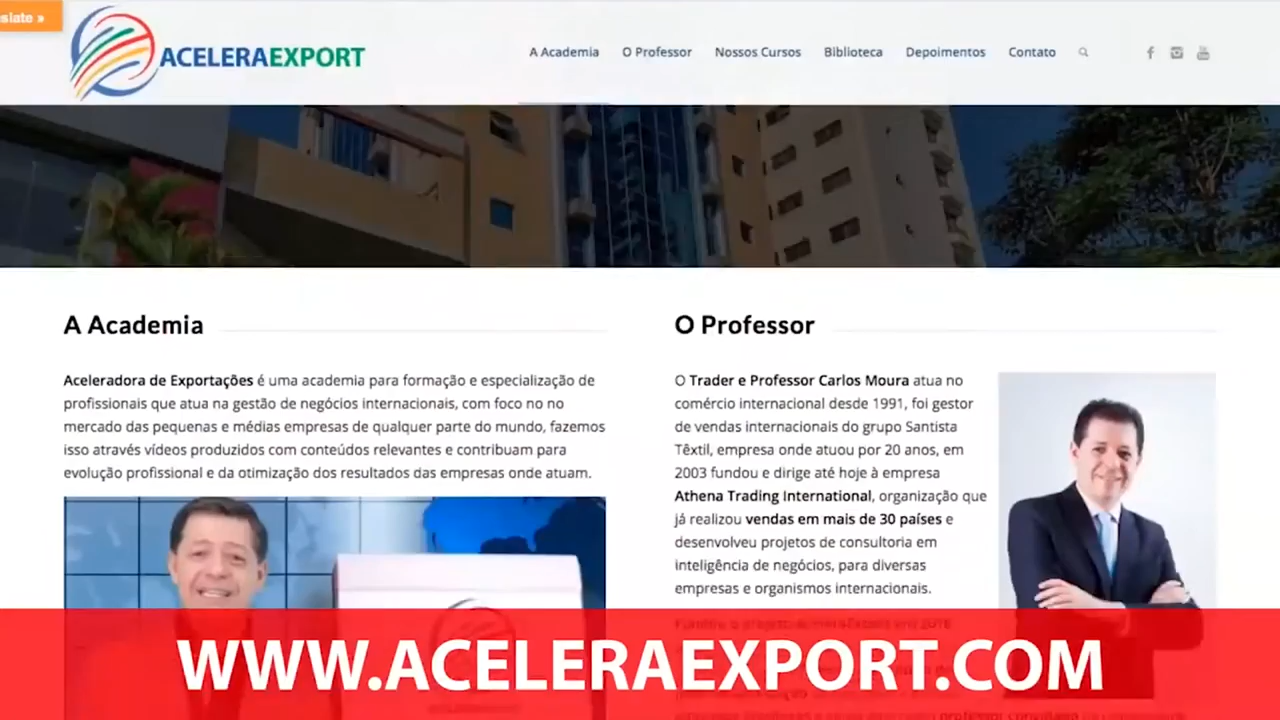 slate »
ACELERAEXPORT
A Academia O Professor Nossos Cursos Biblioteca Depoimentos Contato
A Academia
Aceleradora de Exportações é uma academia para formação e especialização de
profissionais que atua na gestão de negócios internacionais, com foco no no
mercado das pequenas e médias empresas de qualquer parte do mundo, fazemos
isso através vídeos produzidos com conteúdos relevantes e contribuam para
evolução profissional e da otimização dos resultados das empresas onde atuam.
O Professor
O Trader e Professor Carlos Moura atua no
comércio internacional desde 1991, foi gestor
de vendas internacionais do grupo Santista
Têxtil, empresa onde atuou por 20 anos, em
2003 fundou e dirige até hoje à empresa
Athena Trading International, organização que
já realizou vendas em mais de 30 países e
desenvolveu projetos de consultoria em
inteligência de negócios, para diversas
empresas e organismos internacionais.
WWW.ACELERAEXPORT.COM